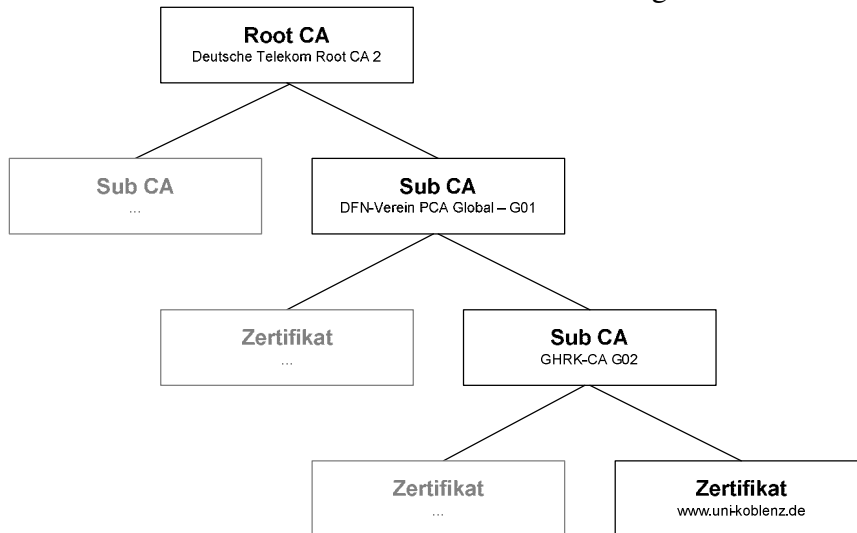 Root CA
Deutsche Telekom Root CA 2
Sub CA
...
Sub CA
DFN-Verein PCA Global – G01
Zertifikat
...
Sub CA
GHRK-CA G02
Zertifikat
...
Zertifikat
www.uni-koblenz.de